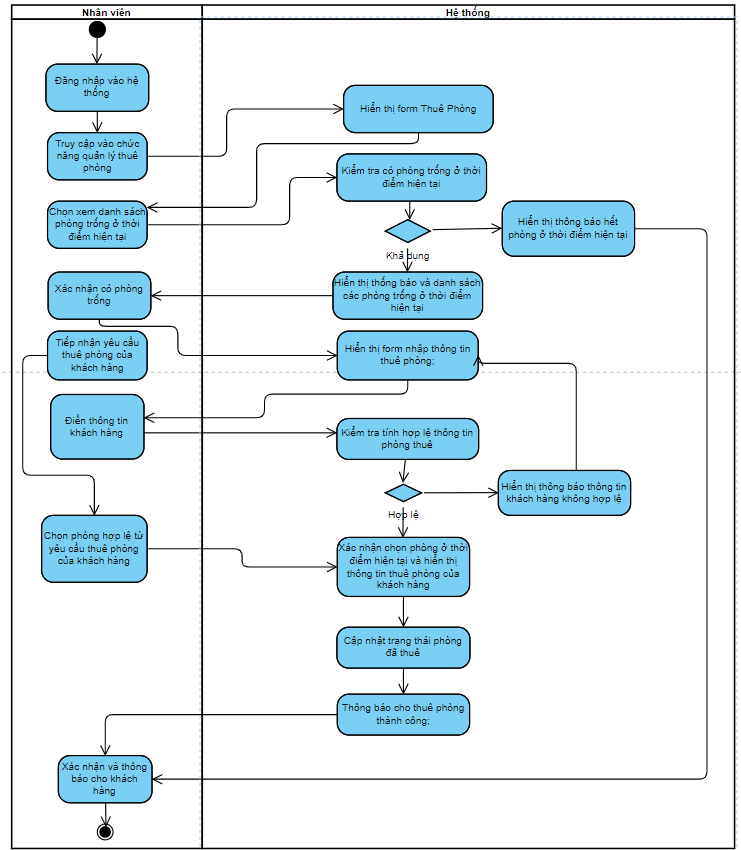 Nhân viên
Hệ thống
Đăng nhập vào hệ
thống
Hiển thị form Thuê Phòng
Truy cập vào chức
năng quản lý thuê
phòng
Kiểm tra có phòng trống ở thời
điểm hiện tại
Chọn xem danh sách
phòng trống ở thời
điểm hiện tại
Hiển thị thông báo hết
phòng ở thời điểm hiện tại
Khả dụng
Xác nhận có phòng
trống
Hiển thị thống báo và danh sách
các phòng trống ở thời điểm
hiện tại
Tiếp nhận yêu cầu
thuê phòng của
khách hàng
Hiển thị form nhập thông tin
thuê phòng;
Điền thông tin
khách hàng
Kiểm tra tính hợp lệ thông tin
phòng thuê
Hiển thị thông báo thông tin
khách hàng không hợp lệ
Hợp lệ
Chọn phòng hợp lệ từ
yêu cầu thuê phòng
của khách hàng
Xác nhận chọn phòng ở thời
điểm hiện tại và hiển thị
thông tin thuê phòng của
khách hàng
Cập nhật trạng thái phòng
đã thuê
Thông báo cho thuê phòng
thành công;
Xác nhận và thông
báo cho khách
hàng